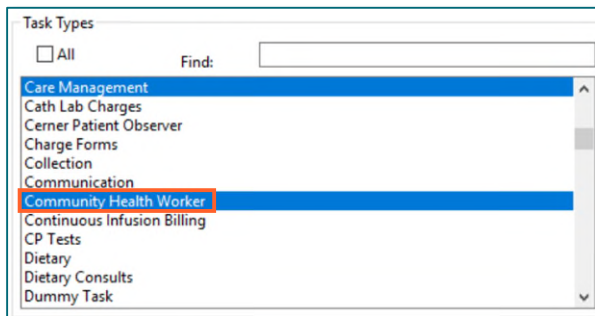 Task Types
All Find:
Care Management
Cath Lab Charges
Cerner Patient Observer
Charge Forms
Collection
Communication
Community Health Worker
Continuous Infusion Billing
CP Tests
Dietary
Dietary Consults
Dummy Task